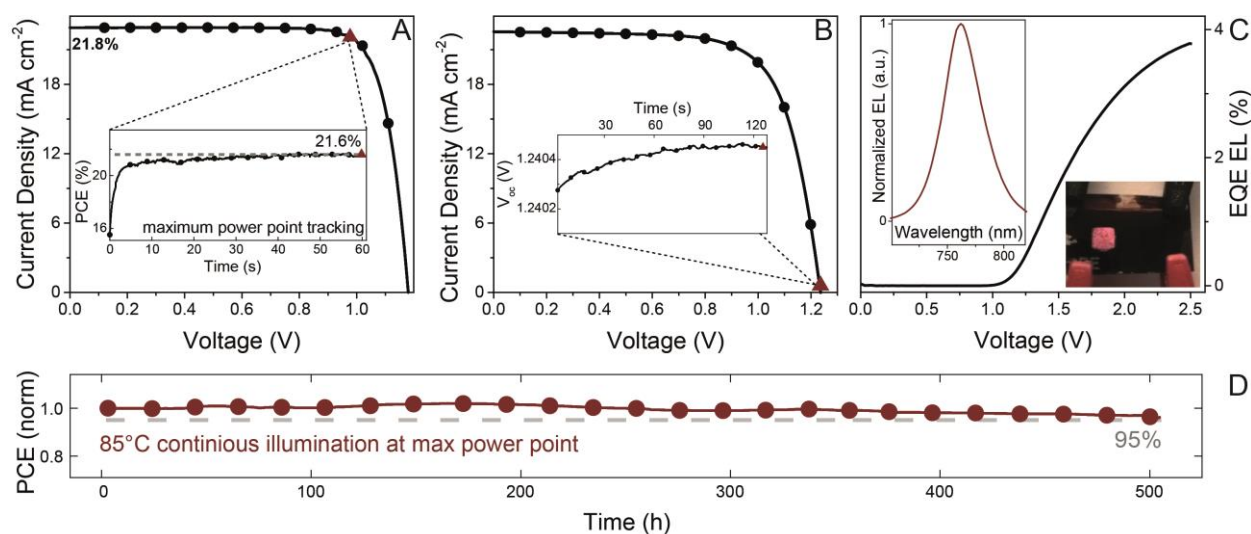 A
Current Density (mA cm⁻²)
24
18
12
6
0
21.8%
PCE (%)
20
16
21.6%
maximum power point tracking
0 10 20 30 40 50 60
Time (s)
0.0 0.2 0.4 0.6 0.8 1.0 1.2
Voltage (V)
B
Current Density (mA cm⁻²)
24
18
12
6
0
Time (s)
30 60 90 120
Voc (V)
1.2404
1.2402
0.0 0.2 0.4 0.6 0.8 1.0 1.2
Voltage (V)
C
Normalized EL (a.u.)
1
0
Wavelength (nm)
750 800
EQE EL (%)
4
2
0
0.0 0.5 1.0 1.5 2.0 2.5
Voltage (V)
D
PCE (norm)
1.0
0.8
85°C continious illumination at max power point
95%
0 100 200 300 400 500
Time (h)